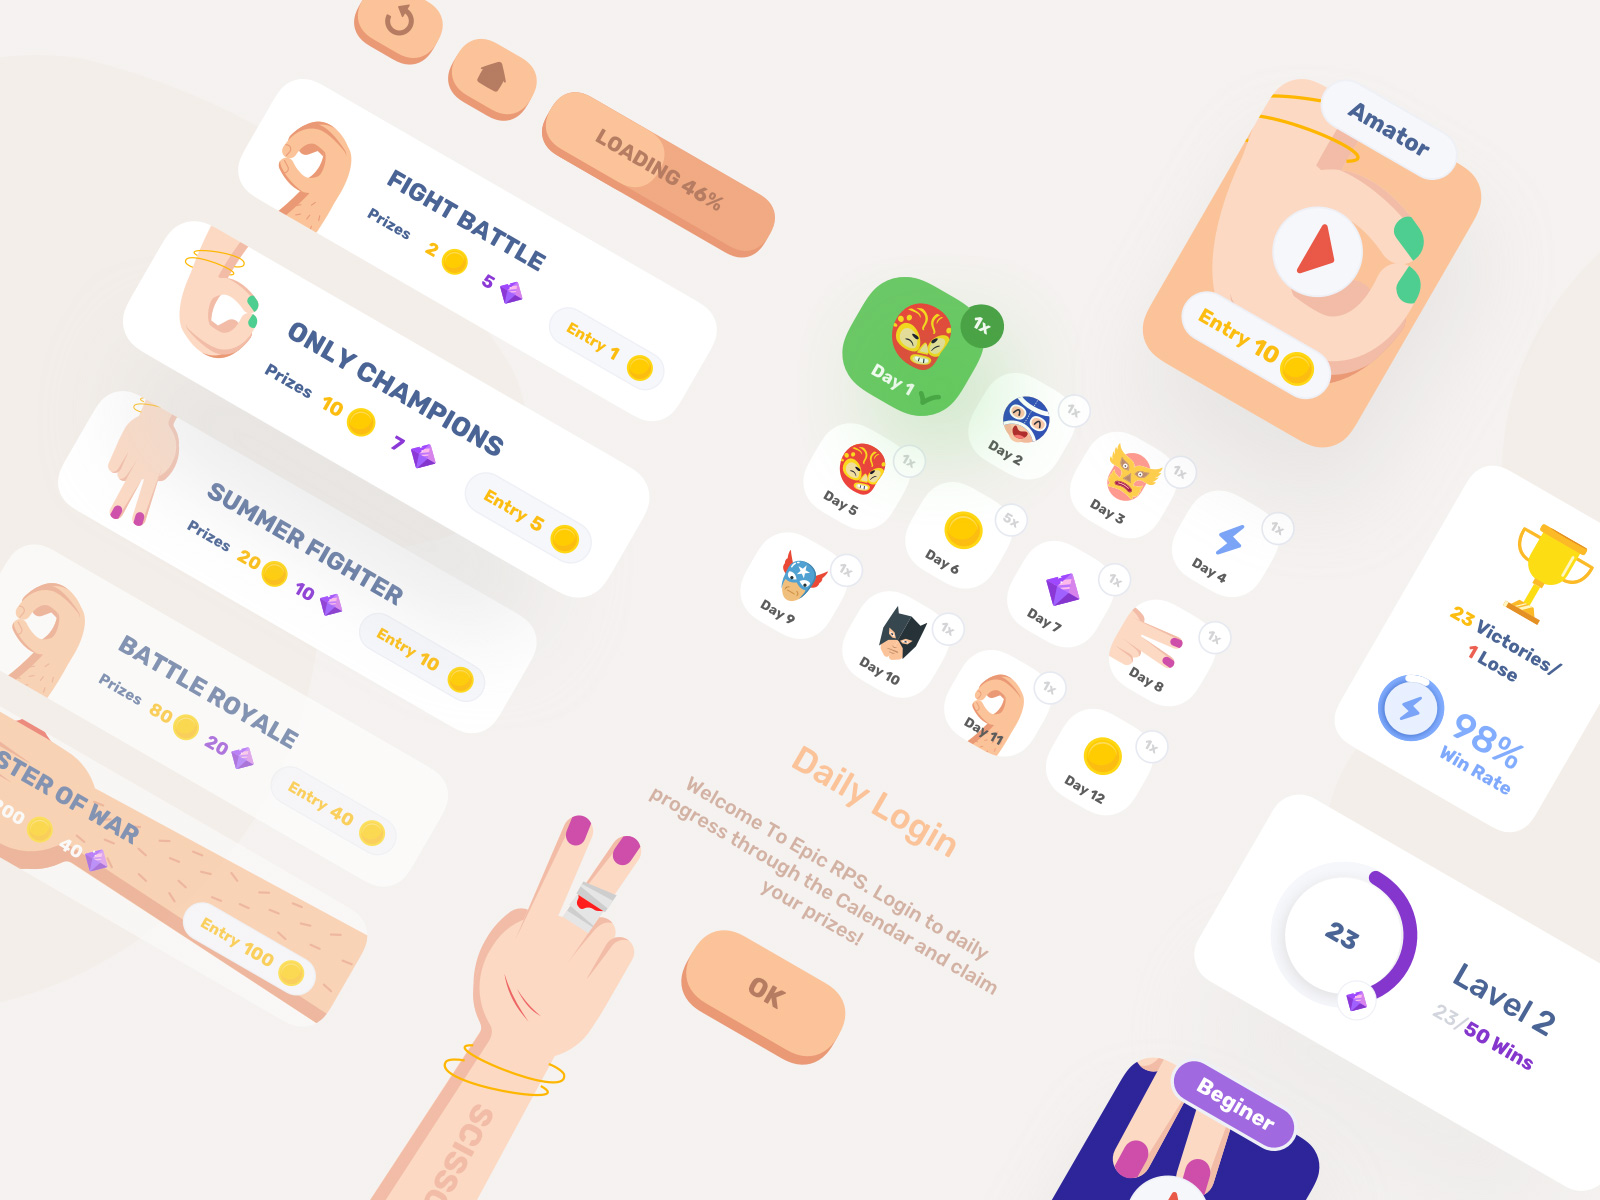 LOADING 46%
FIGHT BATTLE
Prizes 2 5
Entry 1
ONLY CHAMPIONS
Prizes 10 7
Entry 5
SUMMER FIGHTER
Prizes 20 10
Entry 10
BATTLE ROYALE
Prizes 80 20
Entry 40
STER OF WAR
40
Entry 100
Amator
Entry 10
1x
Day 1
1x
Day 2
1x
Day 3
1x
Day 4
1x
Day 5
5x
Day 6
1x
Day 7
1x
Day 8
1x
Day 9
1x
Day 10
1x
Day 11
1x
Day 12
Daily Login
Welcome To Epic RPS. Login to daily
progress through the Calendar and claim
your prizes!
OK
23 Victories/
1 Lose
98%
Win Rate
23
Lavel 2
23/50 Wins
Beginer
SCISSO